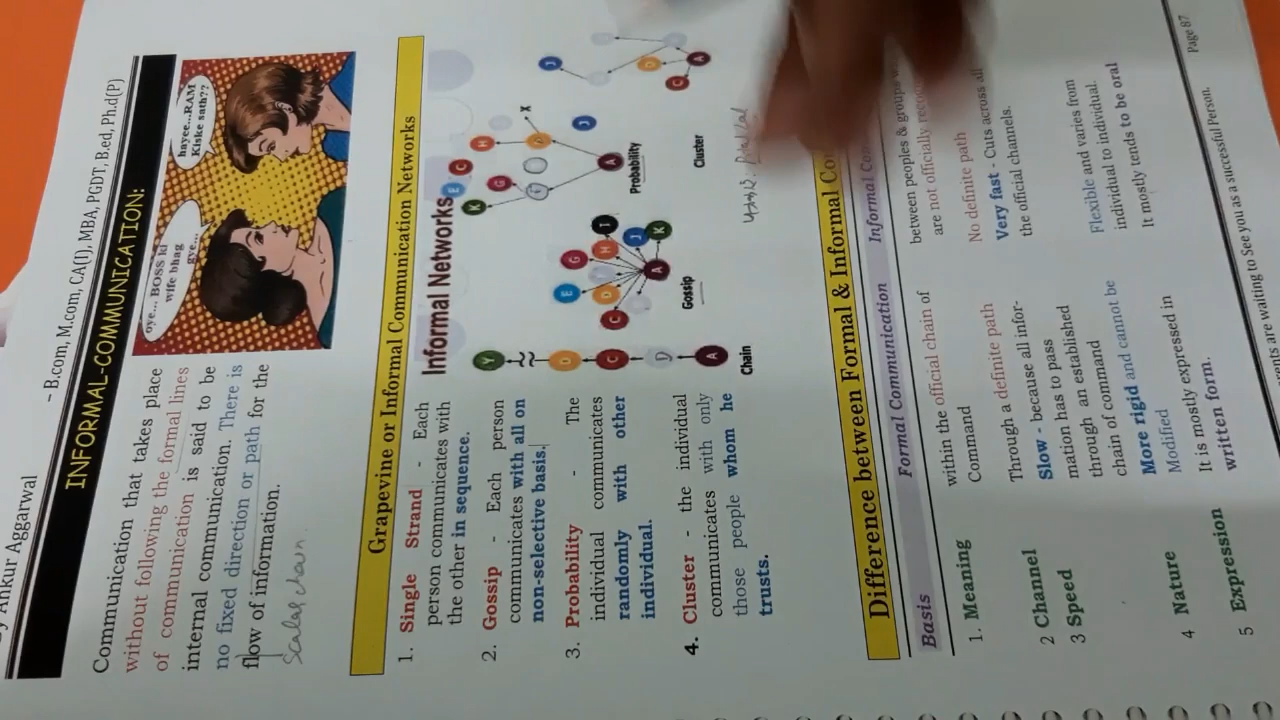 Ankur Aggarwal
– B.com, M.com, CA(I), MBA, PGDT, B.ed, Ph.d(P)
INFORMAL-COMMUNICATION:
Communication that takes place
without following the formal lines
of communication is said to be
internal communication. There is
no fixed direction or path for the
flow of information.
Scalar chain
oye... BOSS ki
wife bhag
gye...
hayee...RAM
Kiske sath??
Grapevine or Informal Communication Networks
1. Single Strand - Each
person communicates with
the other in sequence.
2. Gossip - Each person
communicates with all on
non-selective basis.
3. Probability - The
individual communicates
randomly with other
individual.
4. Cluster - the individual
communicates with only
those people whom he
trusts.
Informal Networks
Y
D
C
D
A
Chain
E
G
H
I
D
J
C
K
A
Gossip
K
E
C
G
H
X
F
D
J
A
Probability
J
D
C
A
Cluster
Difference between Formal & Informal
Basis Formal Communication Informal
1. Meaning within the official chain of
Command
between peoples & groups
are not officially
2 Channel Through a definite path No definite path
3 Speed Slow - because all infor-
mation has to pass
through an established
chain of command
Very fast - Cuts across all
the official channels.
4 Nature More rigid and cannot be
Modified
Flexible and varies from
individual to individual.
5 Expression It is mostly expressed in
written form.
It mostly tends to be oral
Page 87
are waiting to See you as a successful Person.